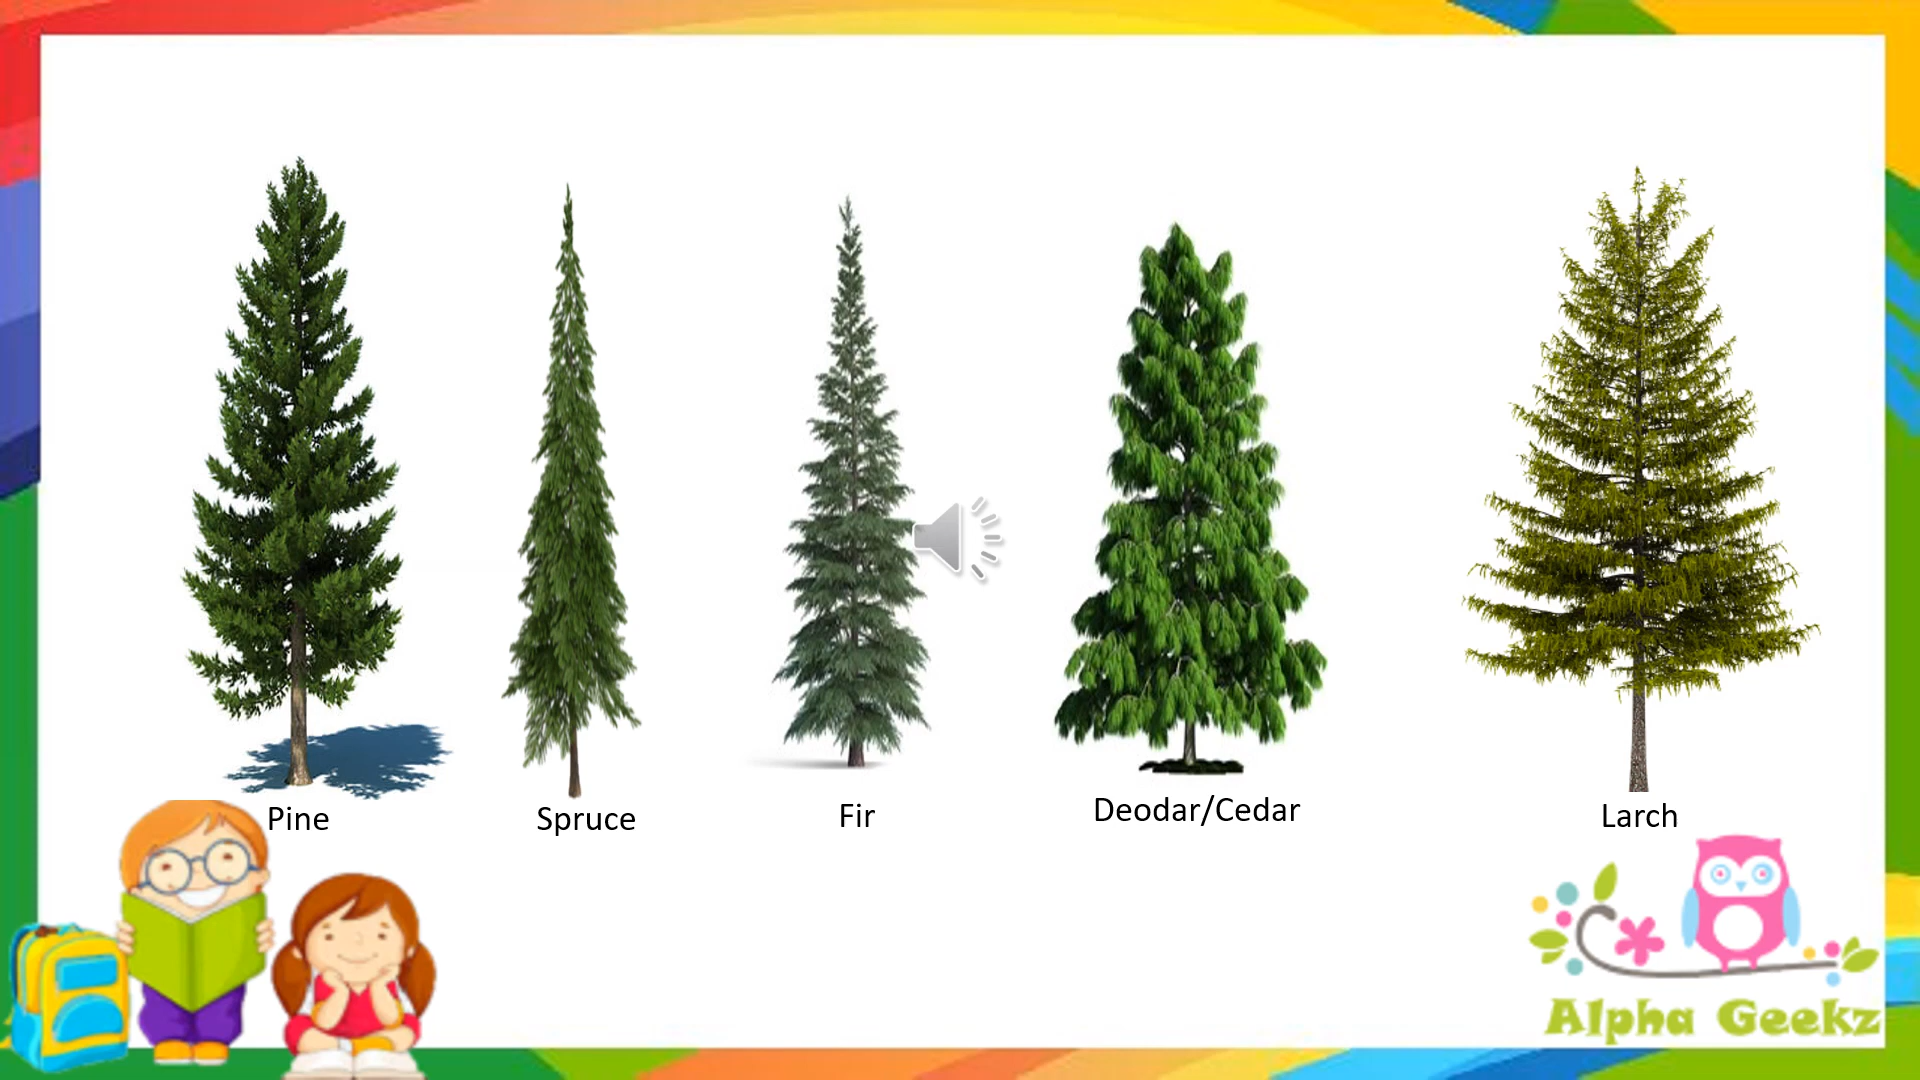 Pine
Spruce
Fir
Deodar/Cedar
Larch
Alpha Geekz